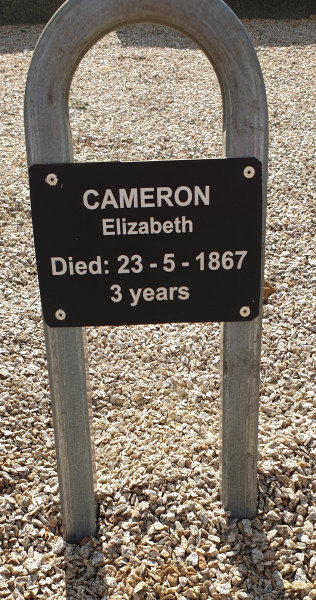 CAMERON
Elizabeth
Died: 23 - 5 - 1867
3 years